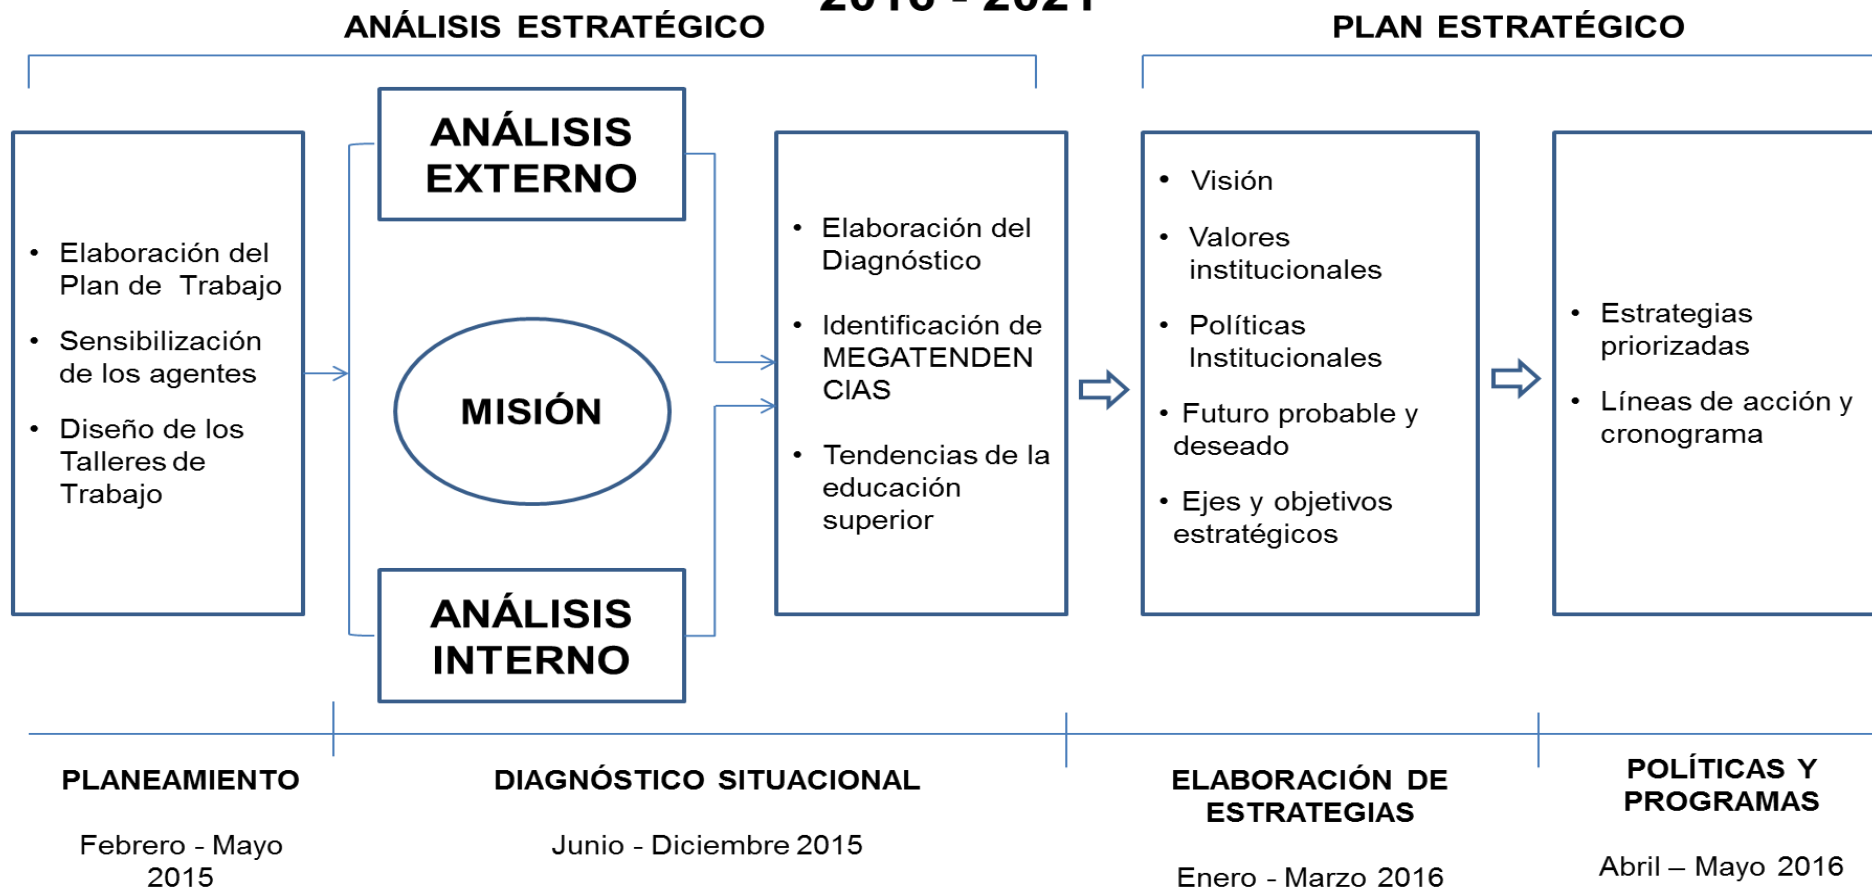 2016 - 2021
ANÁLISIS ESTRATÉGICO
PLAN ESTRATÉGICO
• Elaboración del
Plan de Trabajo
• Sensibilización
de los agentes
• Diseño de los
Talleres de
Trabajo
ANÁLISIS
EXTERNO
MISIÓN
ANÁLISIS
INTERNO
• Elaboración del
Diagnóstico
• Identificación de
MEGATENDEN
CIAS
• Tendencias de la
educación
superior
• Visión
• Valores
institucionales
• Políticas
Institucionales
• Futuro probable y
deseado
• Ejes y objetivos
estratégicos
• Estrategias
priorizadas
• Líneas de acción y
cronograma
PLANEAMIENTO
Febrero - Mayo
2015
DIAGNÓSTICO SITUACIONAL
Junio - Diciembre 2015
ELABORACIÓN DE
ESTRATEGIAS
Enero - Marzo 2016
POLÍTICAS Y
PROGRAMAS
Abril – Mayo 2016